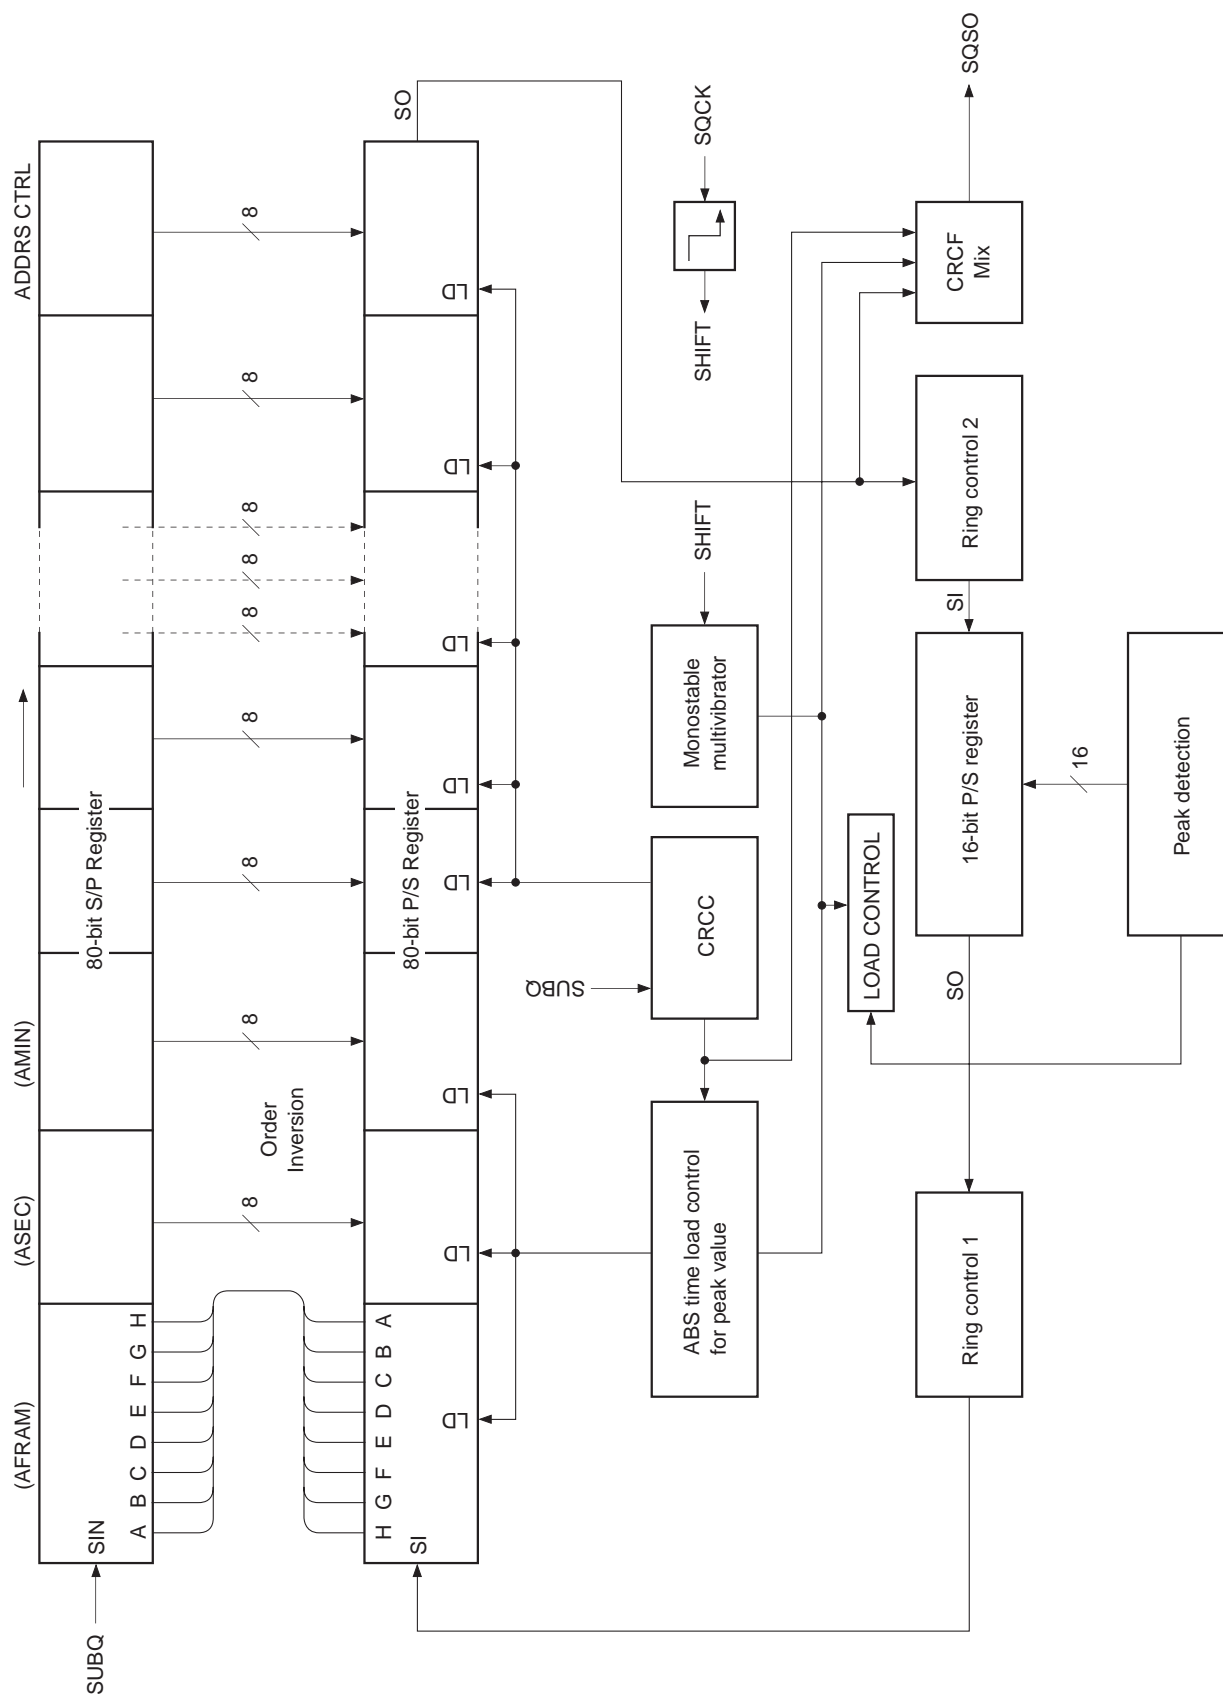 (AFRAM)
(ASEC)
(AMIN)
ADDRS CTRL
SUBQ
SIN
80-bit S/P Register
A B C D E F G H
8
8
8
8
8
8
8
8
8
Order
Inversion
H G F E D C B A
SI
80-bit P/S Register
SO
LD
LD
LD
LD
LD
LD
LD
LD
SUBQ
ABS time load control
for peak value
CRCC
Monostable
multivibrator
SHIFT
SHIFT
SQCK
LOAD CONTROL
Ring control 1
SO
16-bit P/S register
SI
Ring control 2
CRCF
Mix
SQSO
16
Peak detection